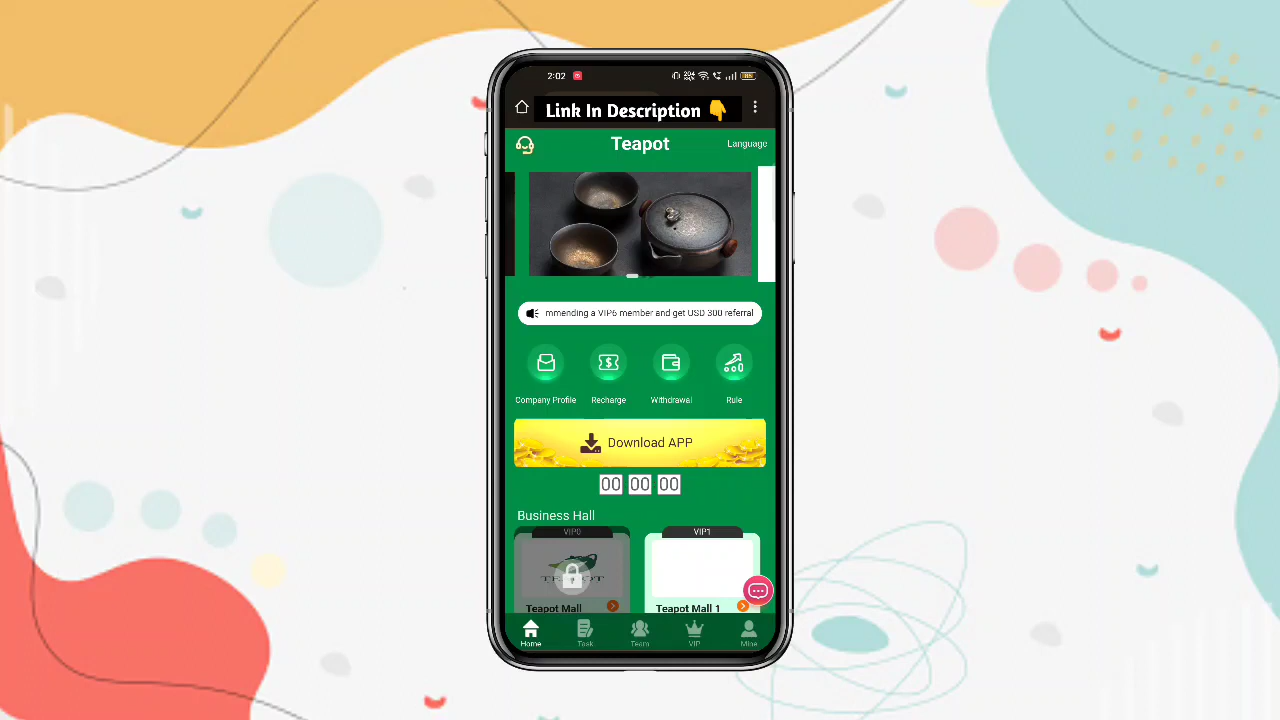 2:02
Link In Description 👇
Teapot
Language
mmending a VIP6 member and get USD 300 referral
Company Profile
Recharge
Withdrawal
Rule
Download APP
00 00 00
Business Hall
VIP0
VIP1
TEAPOT
Teapot Mall
Teapot Mall 1
Home
Task
Team
VIP
Mine